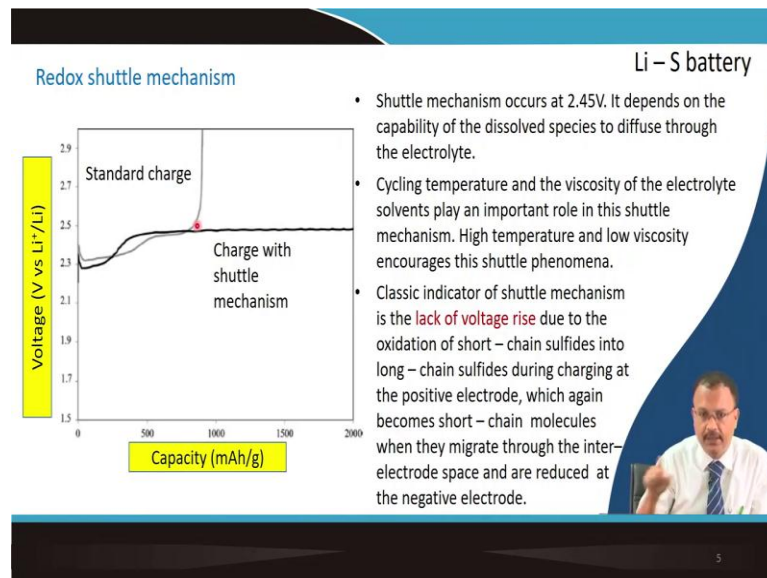 Li – S battery
Redox shuttle mechanism
Voltage (V vs Li⁺/Li)
2.9
2.7
2.5
2.3
2.1
1.9
1.7
1.5
0
500
1000
1500
2000
Standard charge
Charge with
shuttle
mechanism
Capacity (mAh/g)
• Shuttle mechanism occurs at 2.45V. It depends on the
capability of the dissolved species to diffuse through
the electrolyte.
• Cycling temperature and the viscosity of the electrolyte
solvents play an important role in this shuttle
mechanism. High temperature and low viscosity
encourages this shuttle phenomena.
• Classic indicator of shuttle mechanism
is the lack of voltage rise due to the
oxidation of short – chain sulfides into
long – chain sulfides during charging at
the positive electrode, which again
becomes short – chain molecules
when they migrate through the inter–
electrode space and are reduced at
the negative electrode.
5